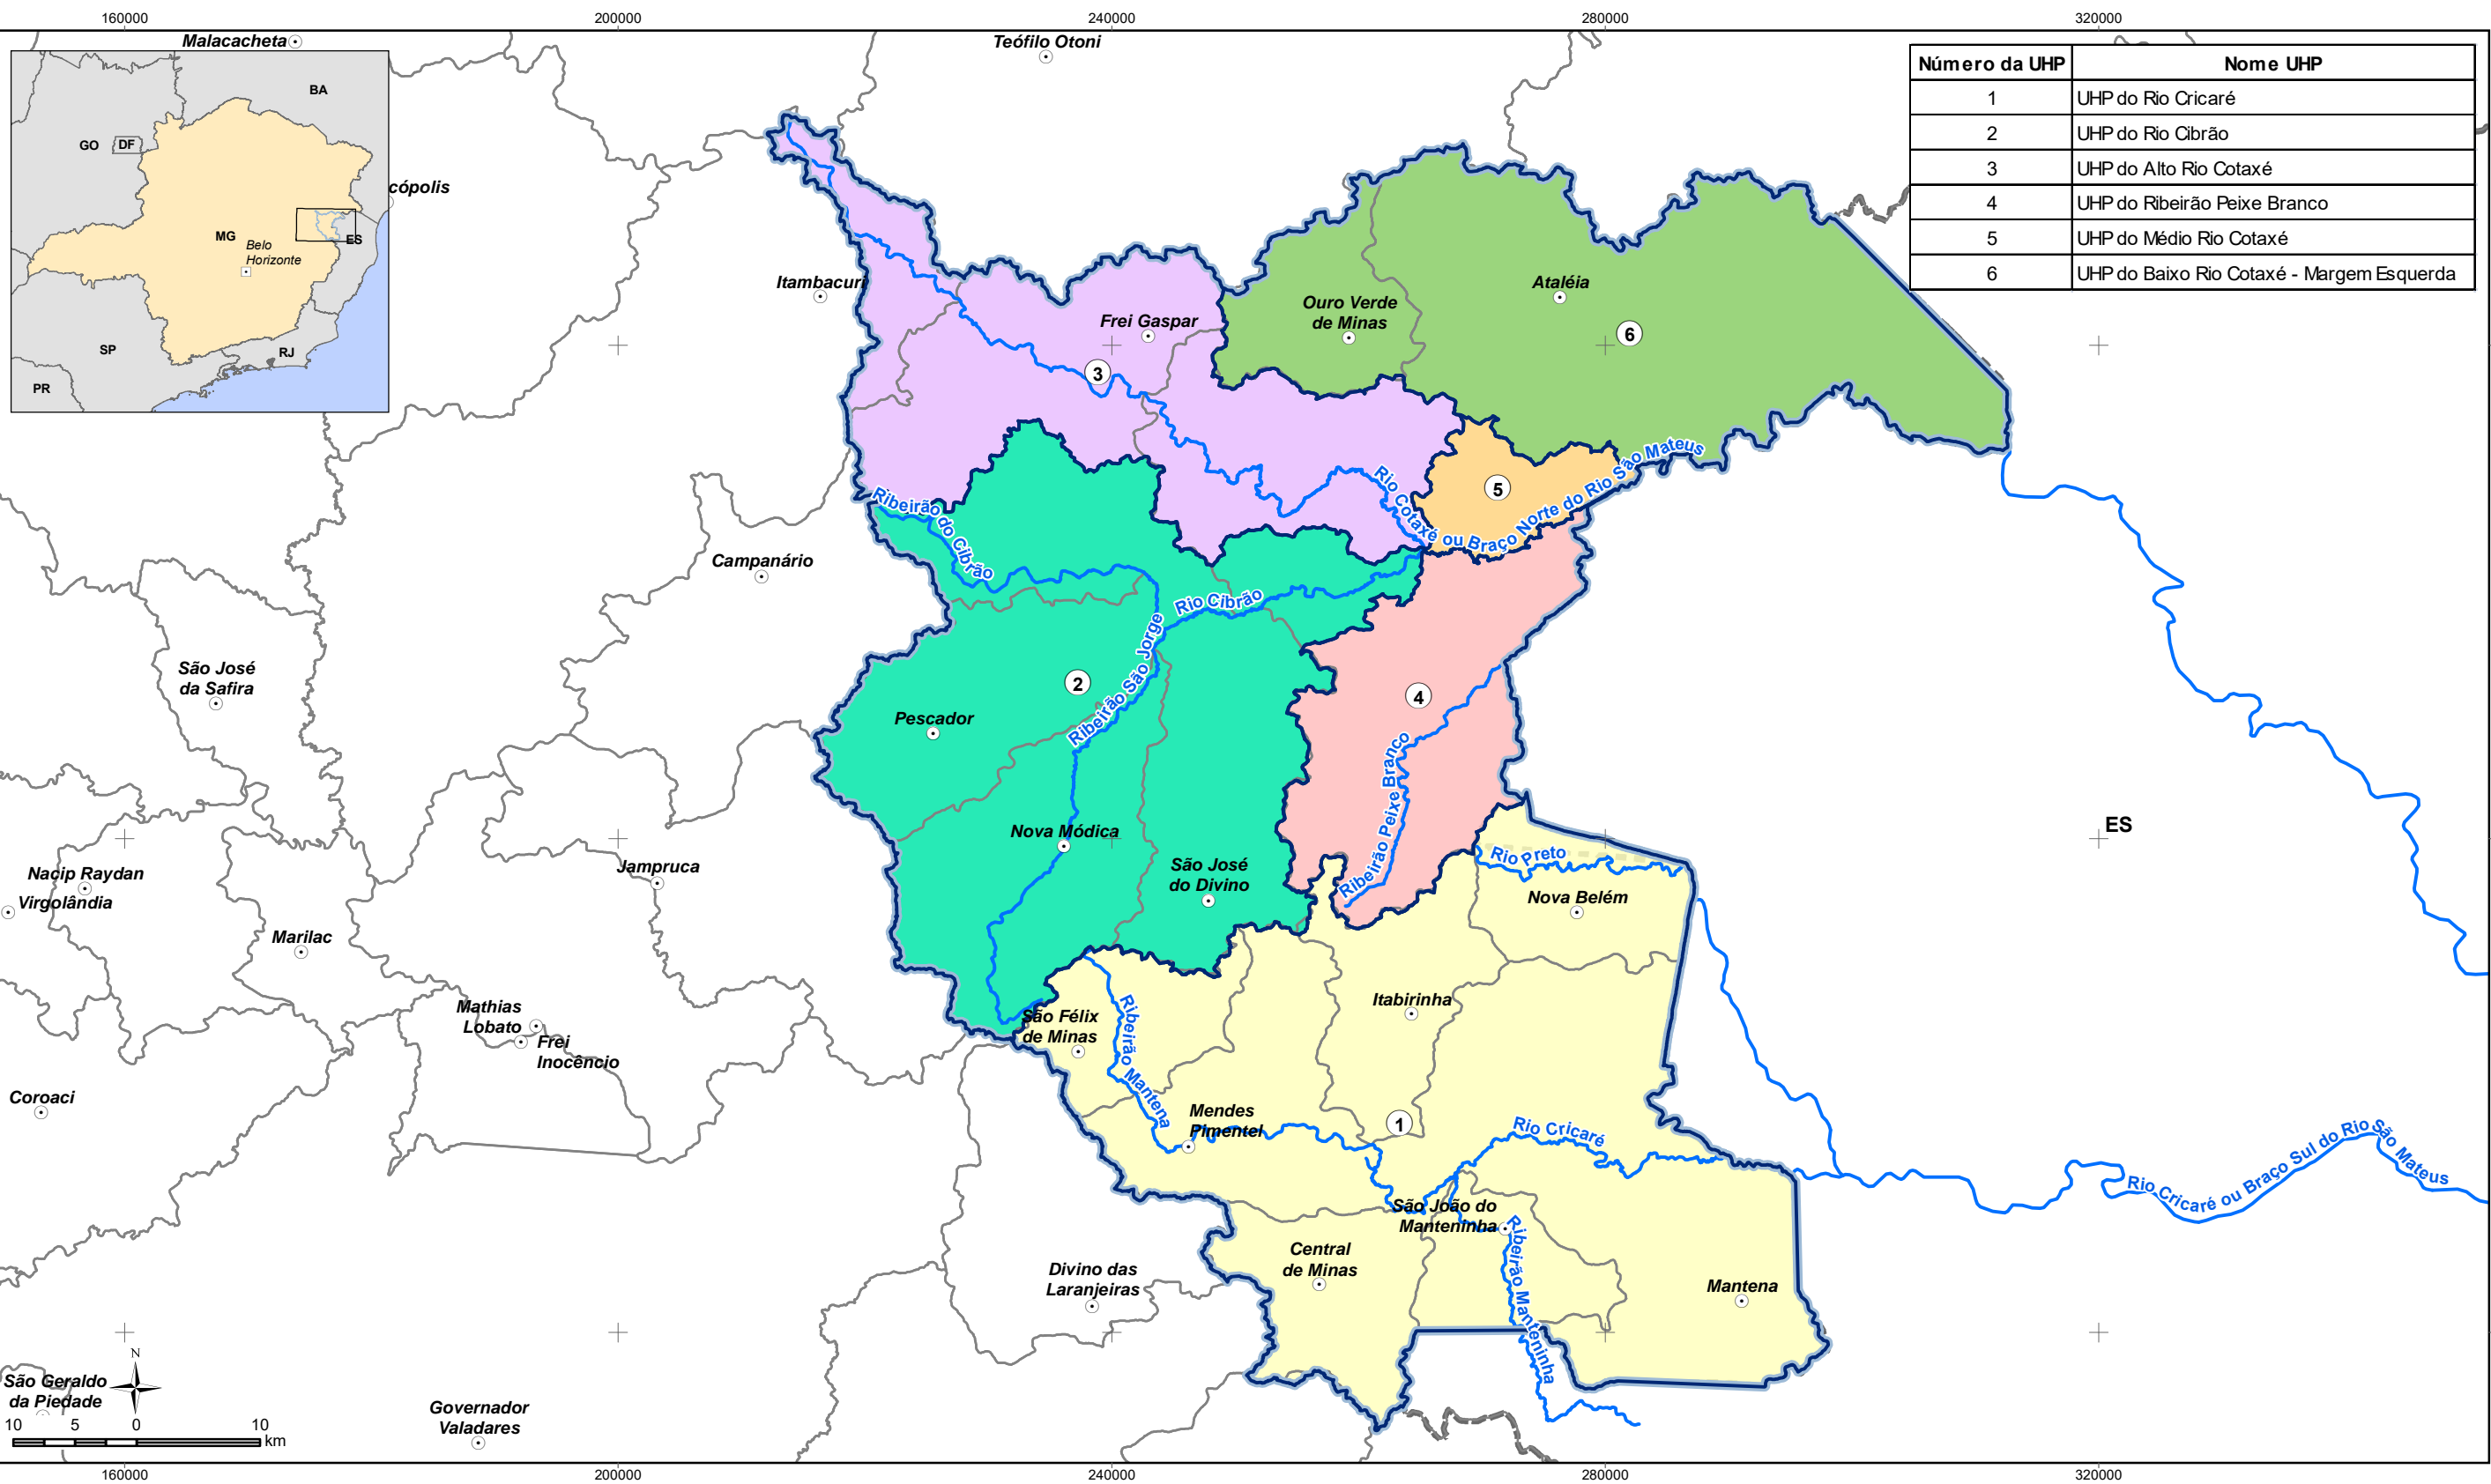 160000
200000
240000
280000
320000
Malacacheta
Teófilo Otoni
Número da UHP Nome UHP
1 UHP do Rio Cricaré
2 UHP do Rio Cibrão
3 UHP do Alto Rio Cotaxé
4 UHP do Ribeirão Peixe Branco
5 UHP do Médio Rio Cotaxé
6 UHP do Baixo Rio Cotaxé - Margem Esquerda
BA
GO
DF
MG
Belo
Horizonte
ES
SP
RJ
PR
cópolis
Itambacuri
Frei Gaspar
Ouro Verde
de Minas
Ataléia
6
3
5
Rio Cotaxé ou Braço Norte do Rio São Mateus
Ribeirão do Cibrão
Campanário
Rio Cibrão
Ribeirão São Jorge
São José
da Safira
2
4
Pescador
Ribeirão Peixe Branco
Nova Módica
ES
Rio Preto
São José
do Divino
Jampruca
Nacip Raydan
Virgolândia
Nova Belém
Marilac
Itabirinha
Mathias
Lobato
Frei
Inocêncio
São Félix
de Minas
Ribeirão Mantena
Coroaci
Mendes
Pimentel
1
Rio Cricaré
Rio Cricaré ou Braço Sul do Rio São Mateus
São João do
Manteninha
Ribeirão Manteninha
Central
de Minas
Divino das
Laranjeiras
Mantena
N
São Geraldo
da Piedade
Governador
Valadares
10 5 0 10
km
160000
200000
240000
280000
320000